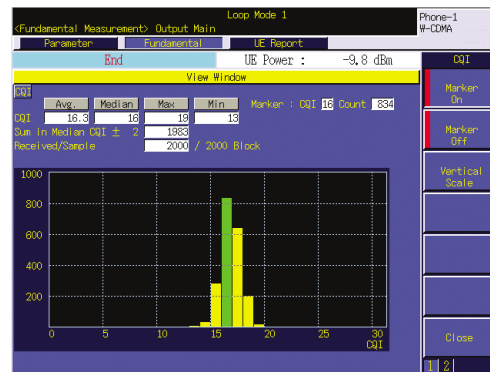 Loop Mode 1
Phone-1
<Fundamental Measurement> Output Main
W-CDMA
Parameter Fundamental UE Report
End UE Power : -9.8 dBm
CQI
View Window
CQI
Avg. Median Max Min Marker : CQI 16 Count 834
CQI 16.3 16 19 13
Sum in Median CQI ± 2 1983
Received/Sample 2000 / 2000 Block
1000
800
600
400
200
0 5 10 15 20 25 30
CQI
Marker
On
Marker
Off
Vertical
Scale
Close
1 2